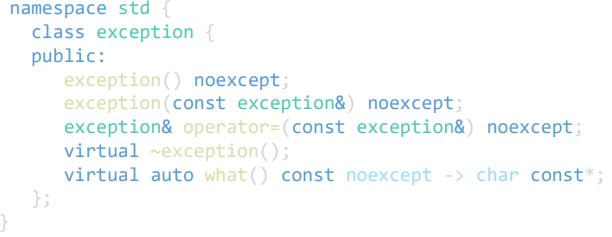 namespace std {
class exception {
public:
exception() noexcept;
exception(const exception&) noexcept;
exception& operator=(const exception&) noexcept;
virtual ~exception();
virtual auto what() const noexcept -> char const*;
};
}